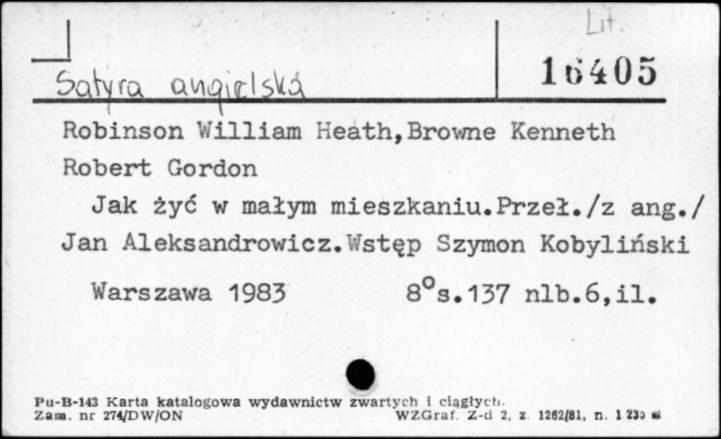 Lit.
16405
Satyra angielska
Robinson William Heath,Browne Kenneth
Robert Gordon
Jak żyć w małym mieszkaniu.Przeł./z ang./
Jan Aleksandrowicz.Wstęp Szymon Kobyliński
Warszawa 1983 8°s.137 nlb.6,il.
Pu-B-143 Karta katalogowa wydawnictw zwartych i ciągłych.
Zam. nr 274/DW/ON WZGraf. Z-d 2, z. 1262/81, n.